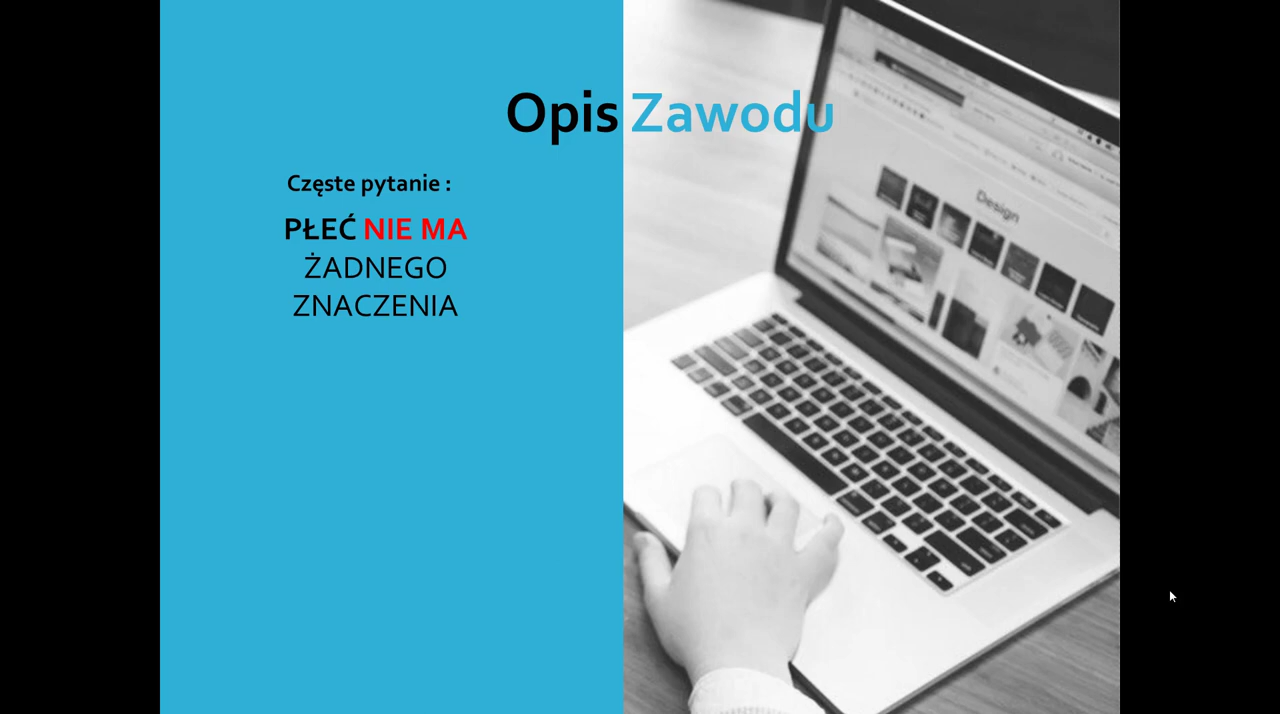 Opis Zawodu
Częste pytanie :
PŁEĆ NIE MA
ŻADNEGO
ZNACZENIA
Design